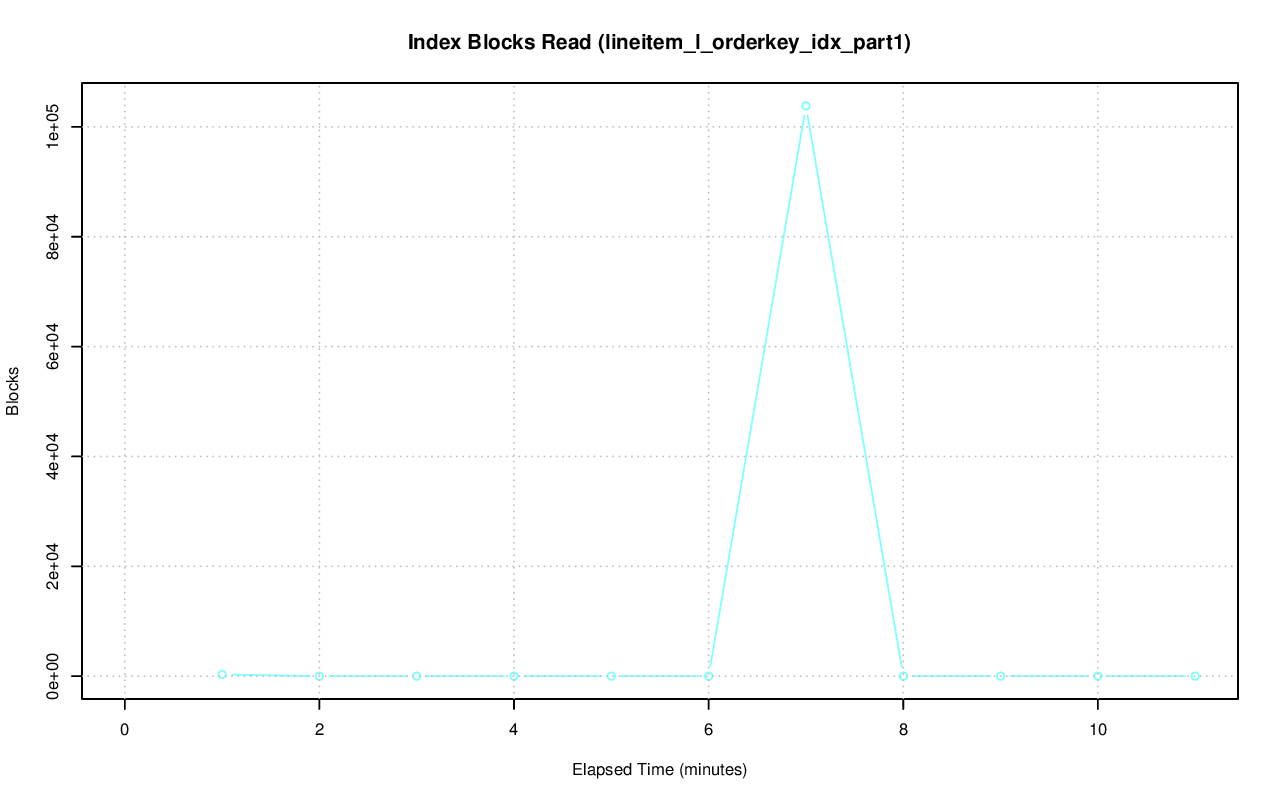 Index Blocks Read (lineitem_l_orderkey_idx_part1)
1e+05
8e+04
6e+04
4e+04
2e+04
0e+00
Blocks
0 2 4 6 8 10
Elapsed Time (minutes)